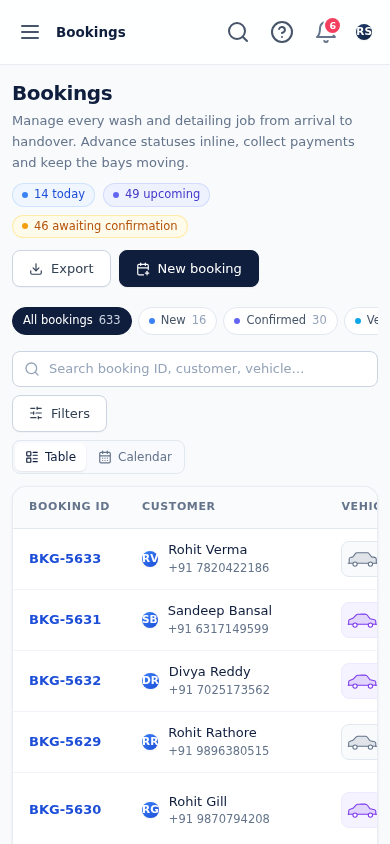 Bookings
6
RS
Bookings
Manage every wash and detailing job from arrival to
handover. Advance statuses inline, collect payments
and keep the bays moving.
14 today
49 upcoming
46 awaiting confirmation
Export
New booking
All bookings 633
New 16
Confirmed 30
Ve
Search booking ID, customer, vehicle...
Filters
Table
Calendar
BOOKING ID
CUSTOMER
VEHIC
BKG-5633
RV
Rohit Verma
+91 7820422186
BKG-5631
SB
Sandeep Bansal
+91 6317149599
BKG-5632
DR
Divya Reddy
+91 7025173562
BKG-5629
RR
Rohit Rathore
+91 9896380515
BKG-5630
RG
Rohit Gill
+91 9870794208